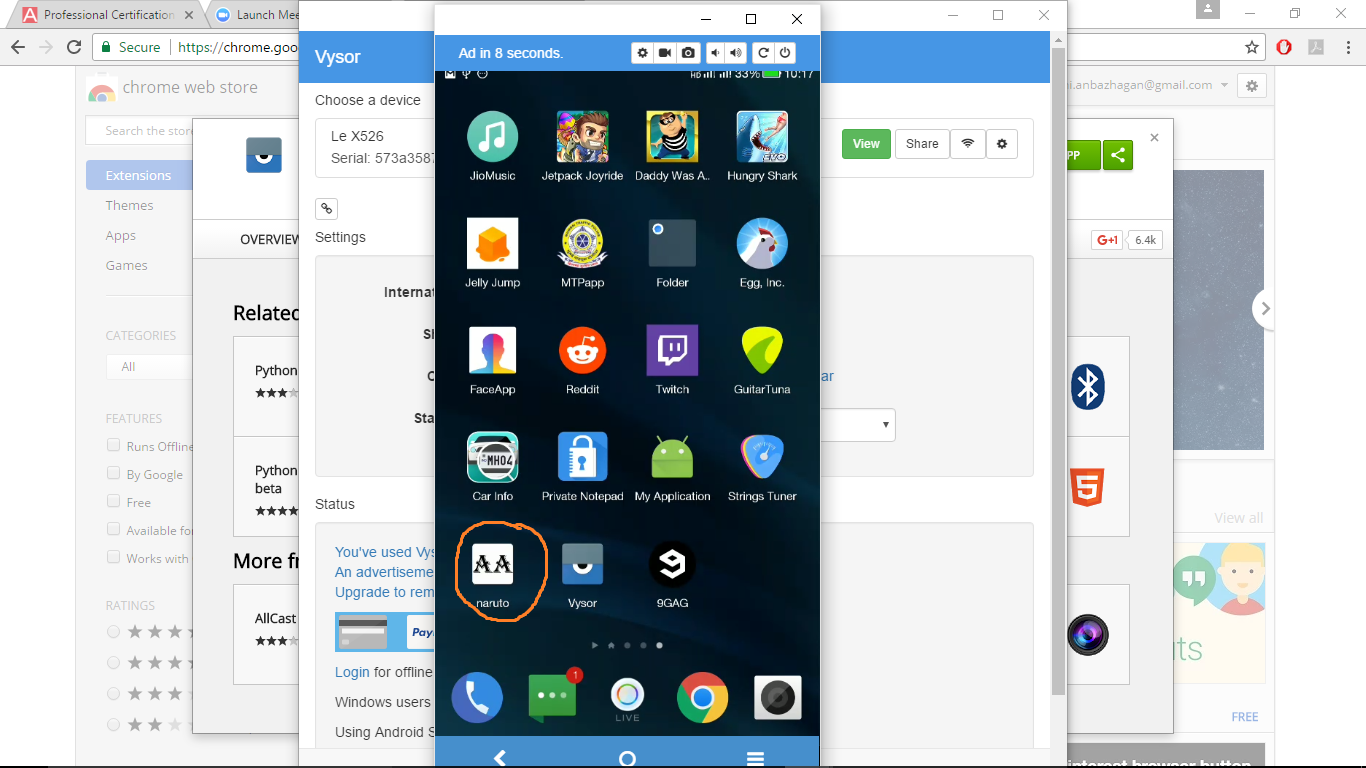 Professional Certification
Launch Mee
Secure
https://chrome.goo
chrome web store
Search the store
Extensions
Themes
Apps
Games
CATEGORIES
All
FEATURES
Runs Offline
By Google
Free
Available fo
Works with
RATINGS
OVERVIEW
Related
Python
Python
beta
More fr
AllCast
Vysor
Choose a device
Le X526
Serial: 573a3587
View
Share
Settings
Internat
Sta
ar
Status
You've used Vys
An advertiseme
Upgrade to rem
Pay
Login for offline
Windows users
Using Android S
Ad in 8 seconds.
33%
10:17
JioMusic
Jetpack Joyride
Daddy Was A..
Hungry Shark
EVO
Jelly Jump
MTPapp
Folder
Egg, Inc.
FaceApp
Reddit
Twitch
GuitarTuna
MH04
Car Info
Private Notepad
My Application
Strings Tuner
AA
naruto
Vysor
9GAG
1
LIVE
ni.anbazhagan@gmail.com
PP
G+1
6.4k
View all
uts
FREE
interest browser button